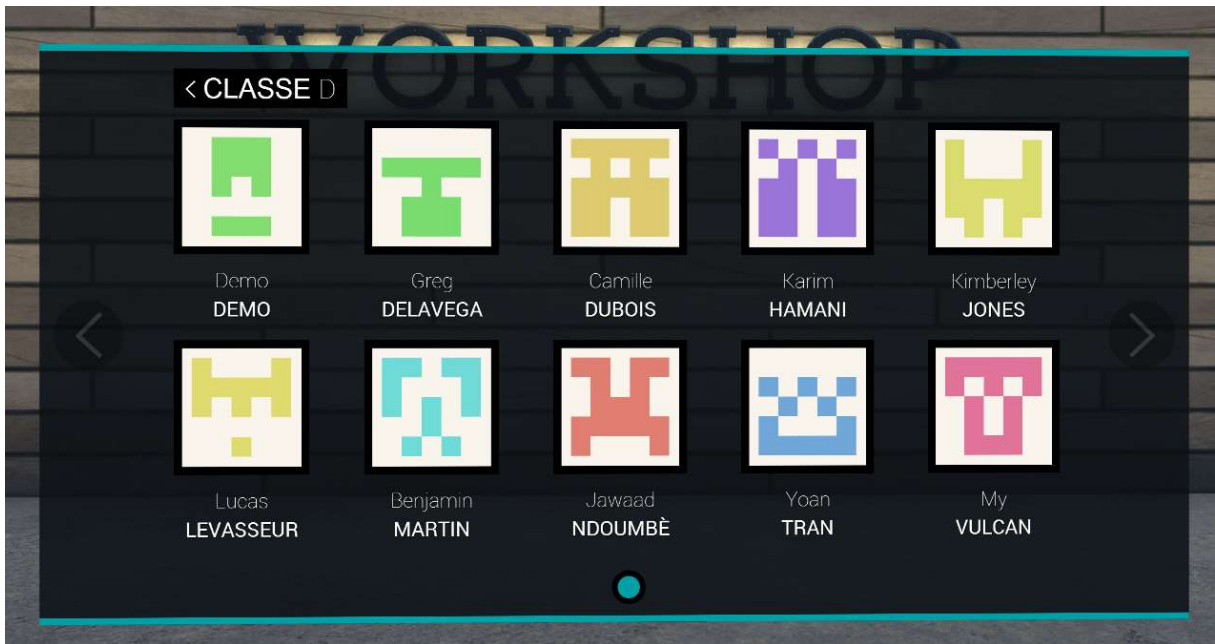 WORKSHOP
< CLASSE D
Demo
DEMO
Greg
DELAVEGA
Camille
DUBOIS
Karim
HAMANI
Kimberley
JONES
Lucas
LEVASSEUR
Benjamin
MARTIN
Jawaad
NDOUMBÈ
Yoan
TRAN
My
VULCAN